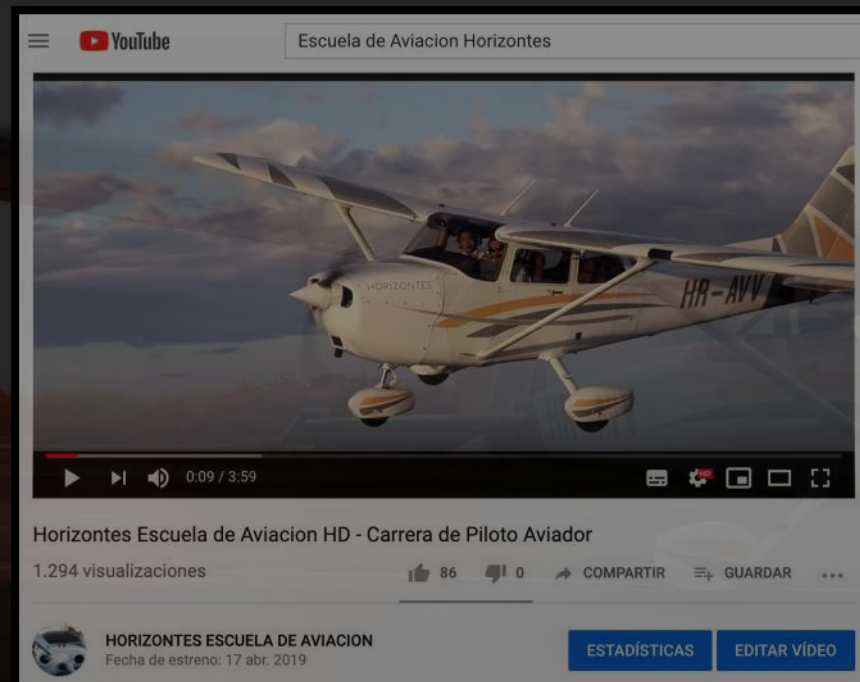 YouTube
Escuela de Aviacion Horizontes
HORIZONTES
HR-AVV
0:09 / 3:59
HD
Horizontes Escuela de Aviacion HD - Carrera de Piloto Aviador
1.294 visualizaciones
86
0
COMPARTIR
GUARDAR
HORIZONTES ESCUELA DE AVIACION
Fecha de estreno: 17 abr. 2019
ESTADÍSTICAS
EDITAR VÍDEO